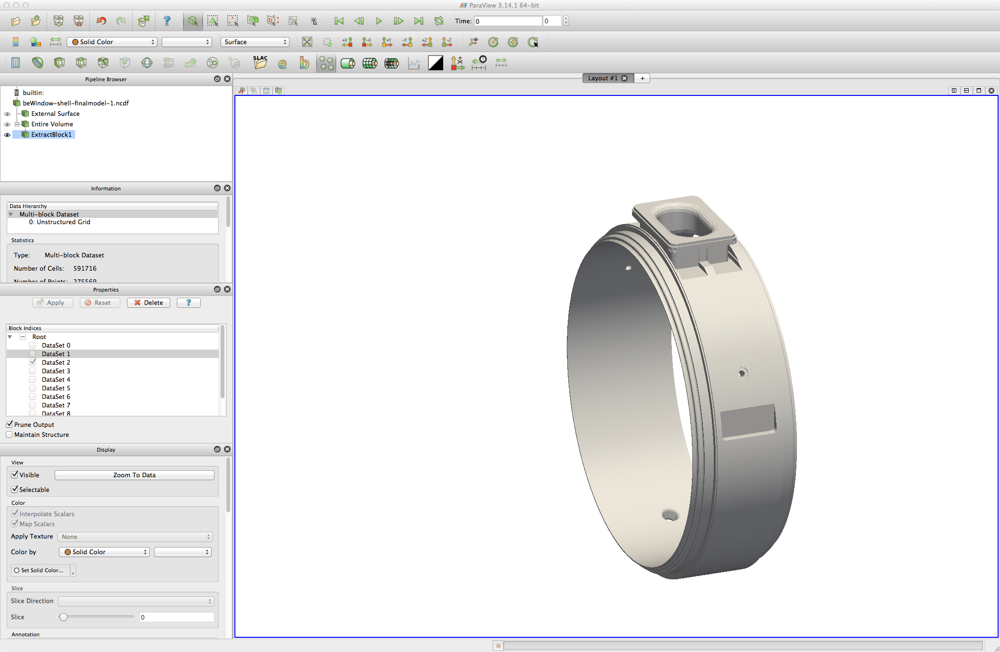 ParaView 3.14.1 64-bit
Time: 0 0
Solid Color Surface
+X -X +Y -Y +Z -Z
SLAC
Pipeline Browser
Layout #1 +
builtin:
beWindow-shell-finalmodel-1.ncdf
External Surface
Entire Volume
ExtractBlock1
Information
Data Hierarchy
Multi-block Dataset
0: Unstructured Grid
Statistics
Type: Multi-block Dataset
Number of Cells: 591716
Number of Points: 275569
Properties
Apply Reset Delete ?
Block Indices
Root
DataSet 0
DataSet 1
DataSet 2
DataSet 3
DataSet 4
DataSet 5
DataSet 6
DataSet 7
DataSet 8
Prune Output
Maintain Structure
Display
View
Visible Zoom To Data
Selectable
Color
Interpolate Scalars
Map Scalars
Apply Texture None
Color by Solid Color
Set Solid Color...
Slice
Slice Direction
Slice 0
Annotation